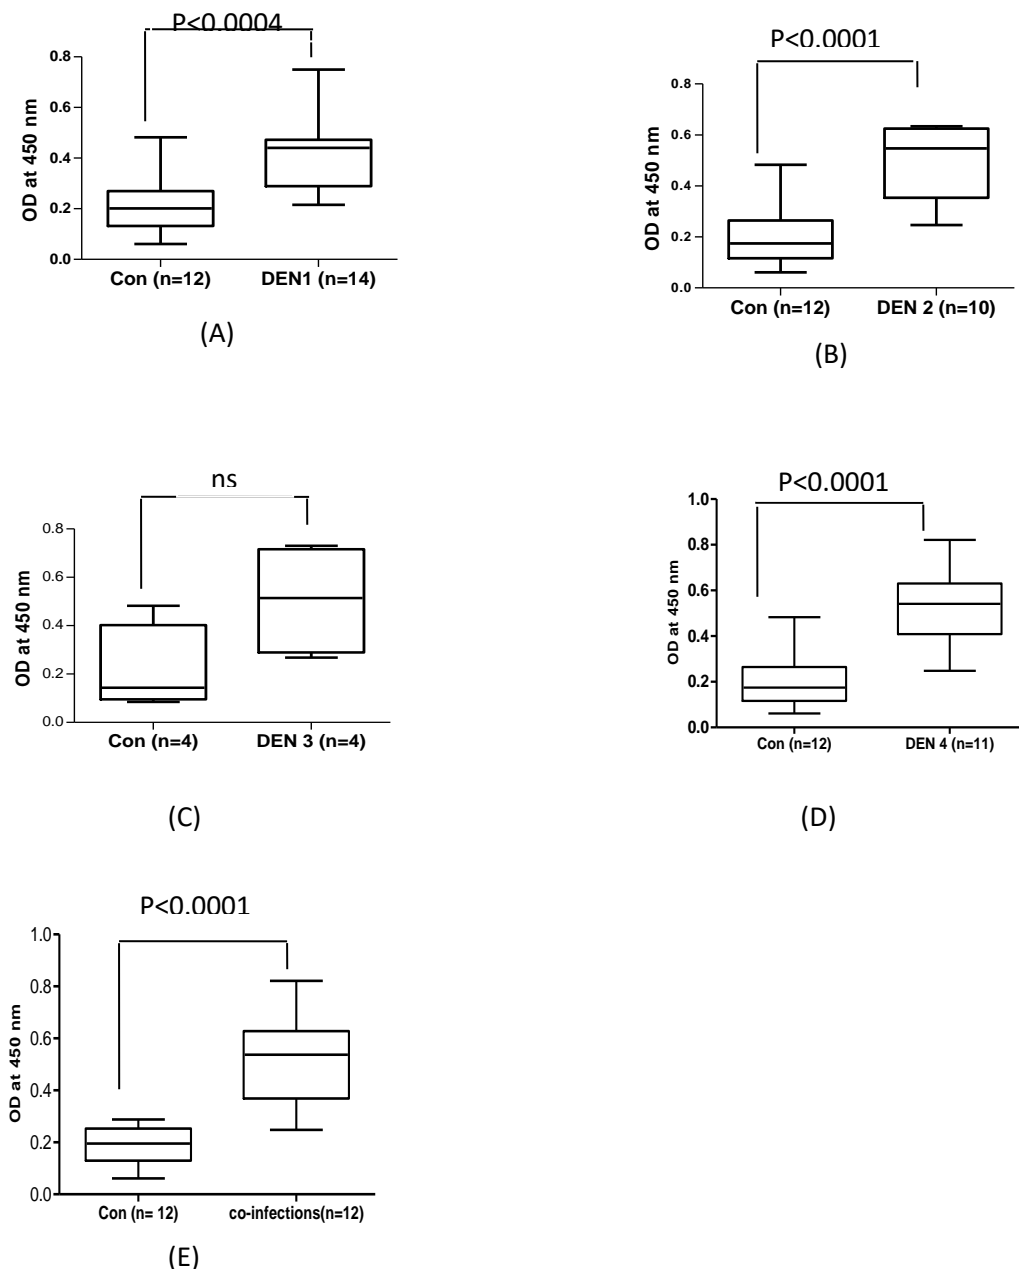 P<0.0004
OD at 450 nm
0.8
0.6
0.4
0.2
0.0
Con (n=12)
DEN1 (n=14)
(A)
P<0.0001
OD at 450 nm
0.8
0.6
0.4
0.2
0.0
Con (n=12)
DEN 2 (n=10)
(B)
ns
OD at 450 nm
0.8
0.6
0.4
0.2
0.0
Con (n=4)
DEN 3 (n=4)
(C)
P<0.0001
OD at 450 nm
1.0
0.8
0.6
0.4
0.2
0.0
Con (n=12)
DEN 4 (n=11)
(D)
P<0.0001
OD at 450 nm
1.0
0.8
0.6
0.4
0.2
0.0
Con (n= 12)
co-infections(n=12)
(E)